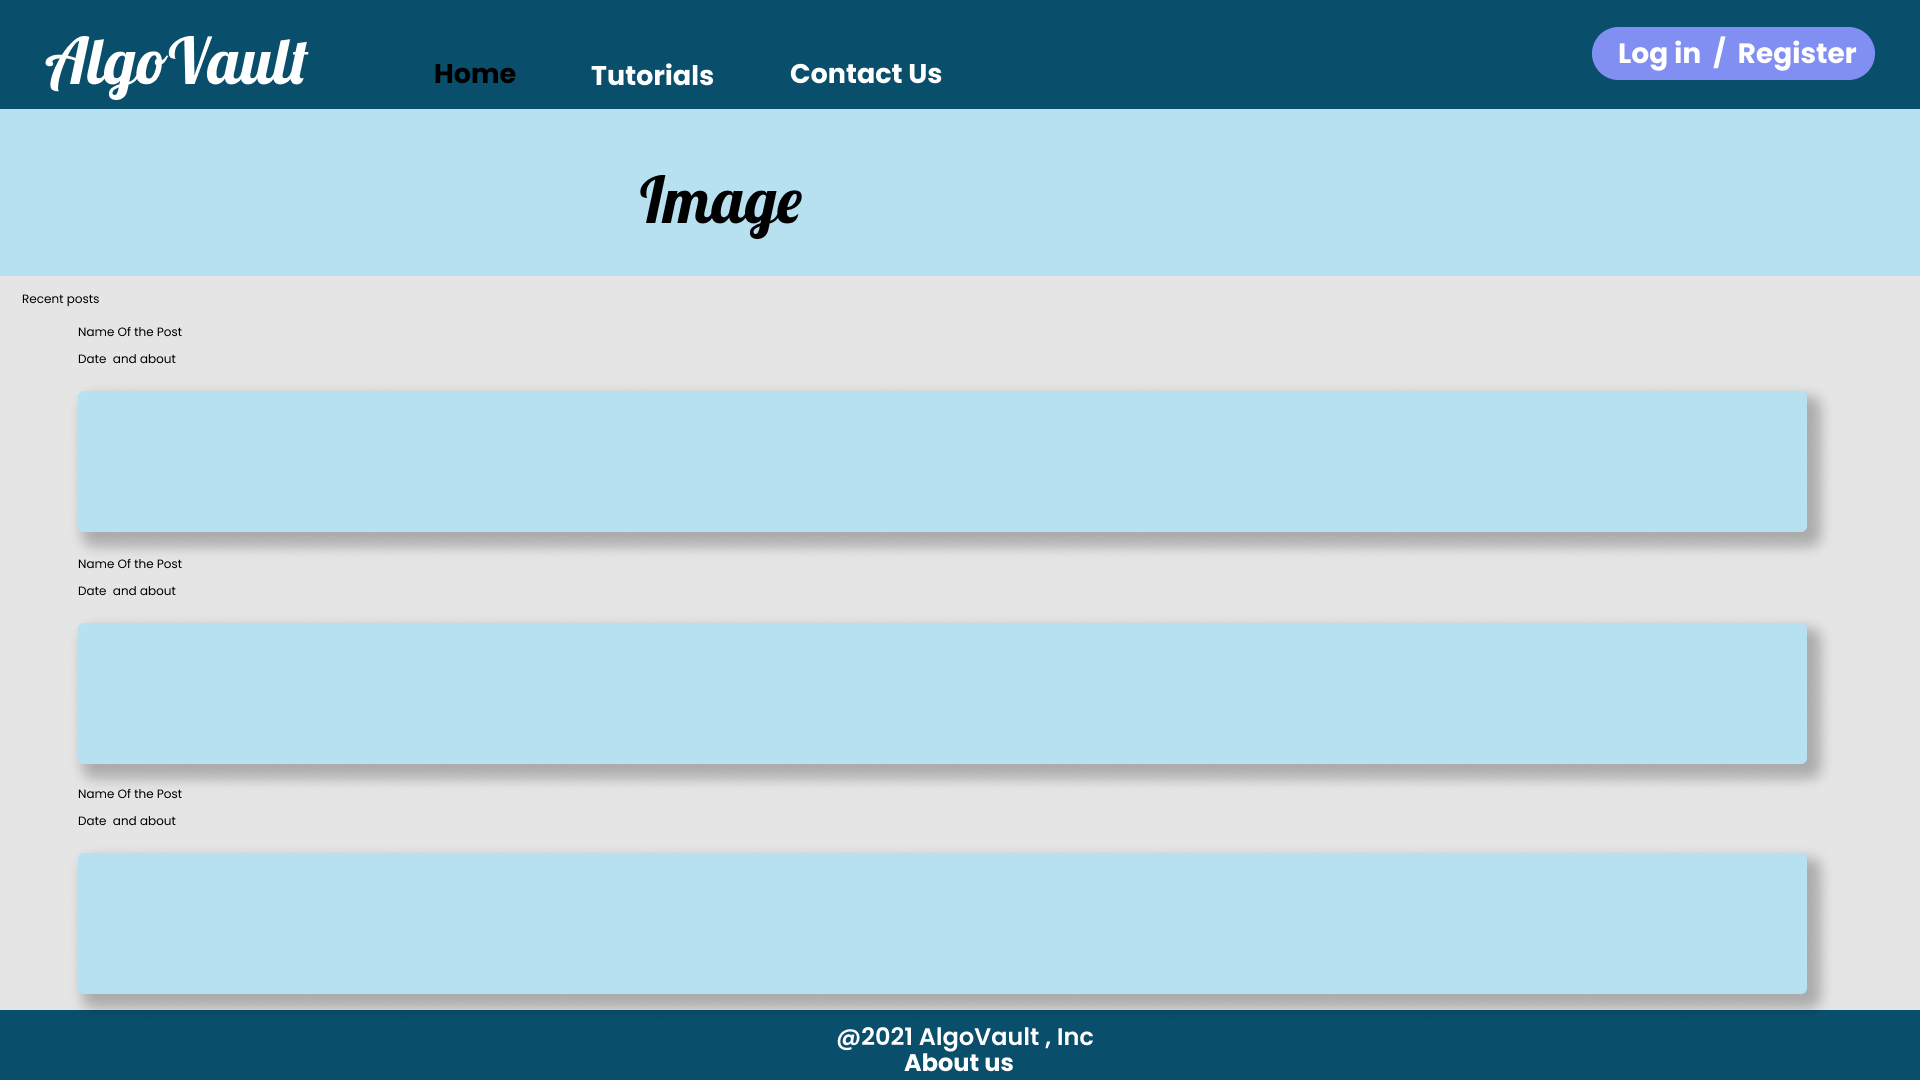 AlgoVault
Home Tutorials Contact Us
Log in / Register
Image
Recent posts
Name Of the Post
Date and about
Name Of the Post
Date and about
Name Of the Post
Date and about
@2021 AlgoVault , Inc
About us